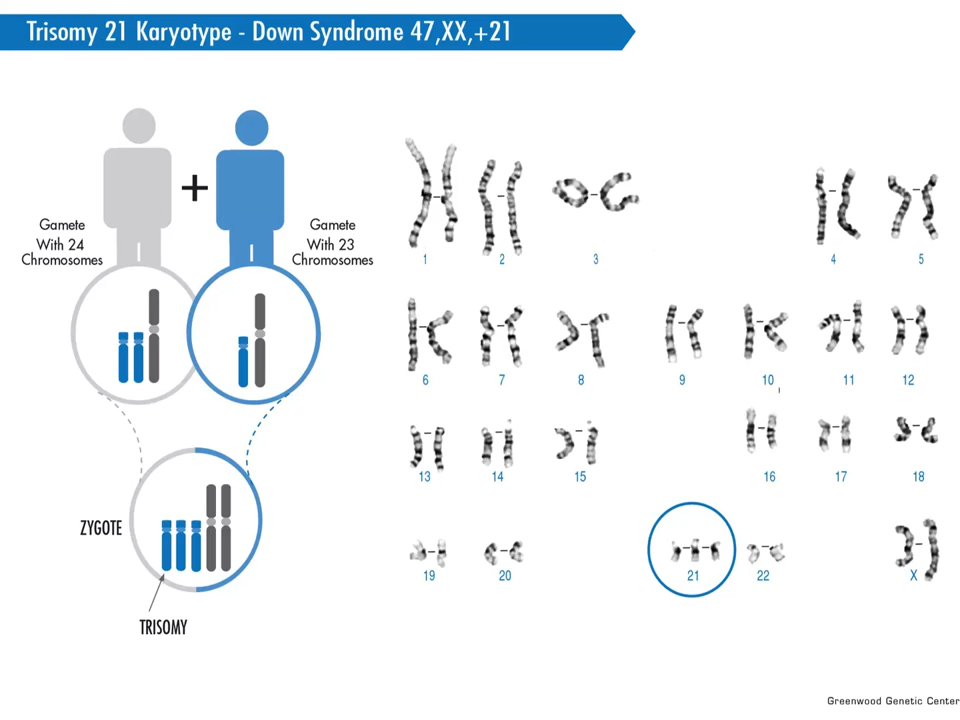 Trisomy 21 Karyotype - Down Syndrome 47,XX,+21
+
Gamete
With 24
Chromosomes
Gamete
With 23
Chromosomes
ZYGOTE
TRISOMY
1 2 3 4 5
6 7 8 9 10 11 12
13 14 15 16 17 18
19 20 21 22 X
Greenwood Genetic Center